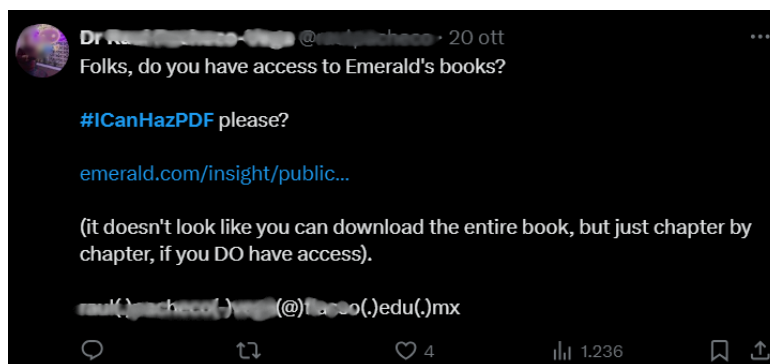 Dr · 20 ott
Folks, do you have access to Emerald's books?
#ICanHazPDF please?
emerald.com/insight/public...
(it doesn't look like you can download the entire book, but just chapter by
chapter, if you DO have access).
(.)edu(.)mx
4 1.236